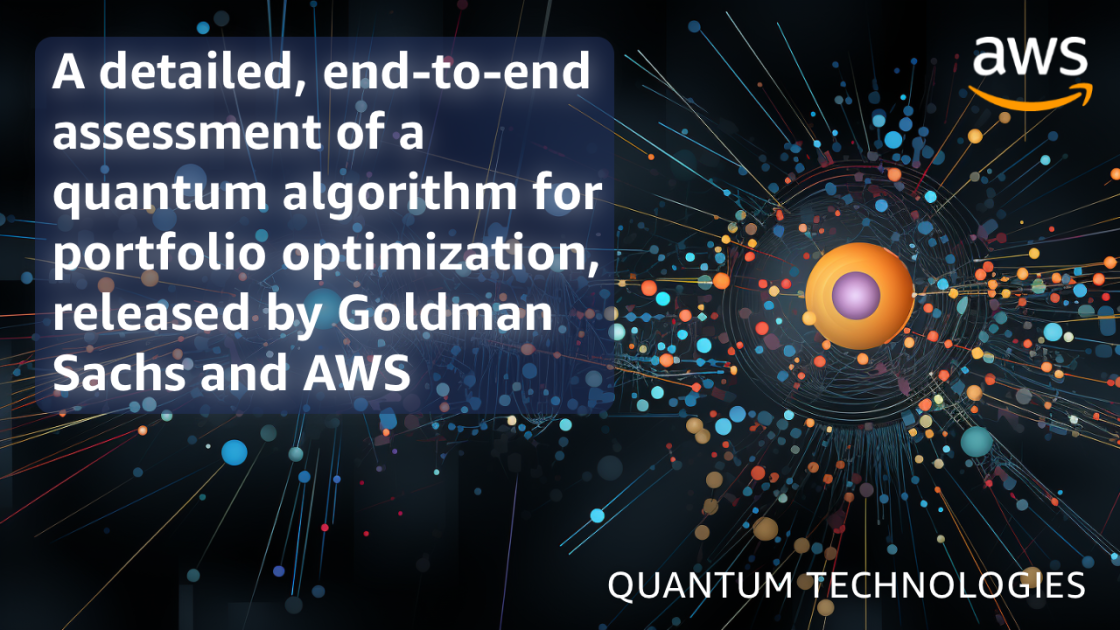 A detailed, end-to-end
assessment of a
quantum algorithm for
portfolio optimization,
released by Goldman
Sachs and AWS
aws
QUANTUM TECHNOLOGIES